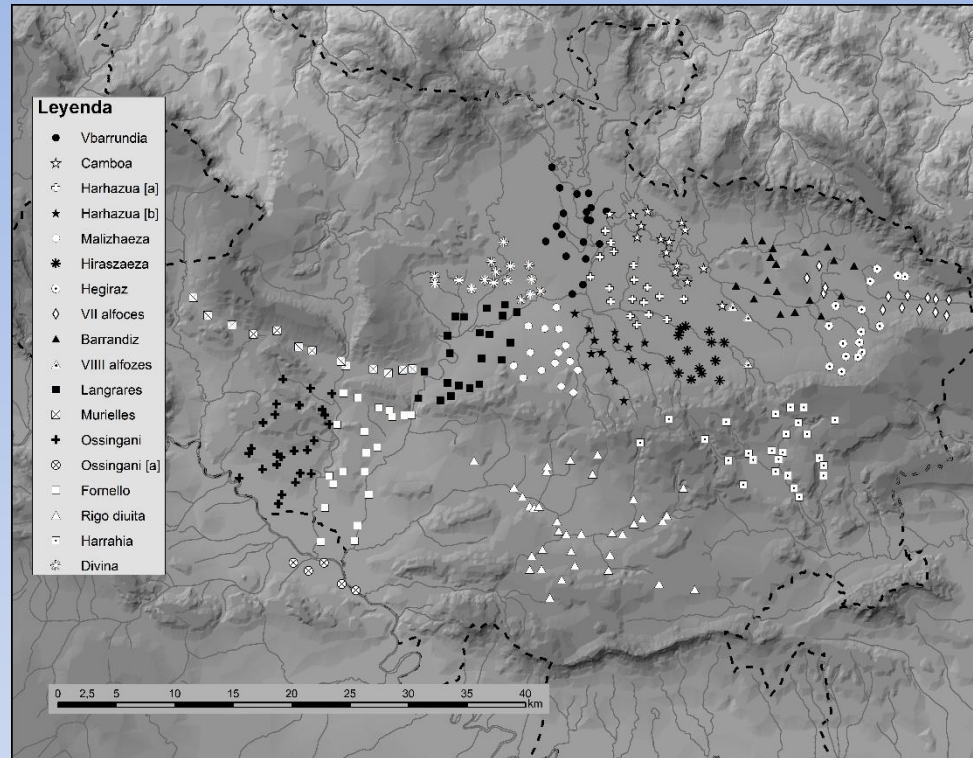 Leyenda
Vbarrundia
Camboa
Harhazua [a]
Harhazua [b]
Malizhaeza
Hiraszaeza
Hegiraz
VII alfoces
Barrandiz
VIIII alfozes
Langrares
Murielles
Ossingani
Ossingani [a]
Fornello
Rigo diuita
Harrahia
Divina
0 2,5 5 10 15 20 25 30 35 40
km